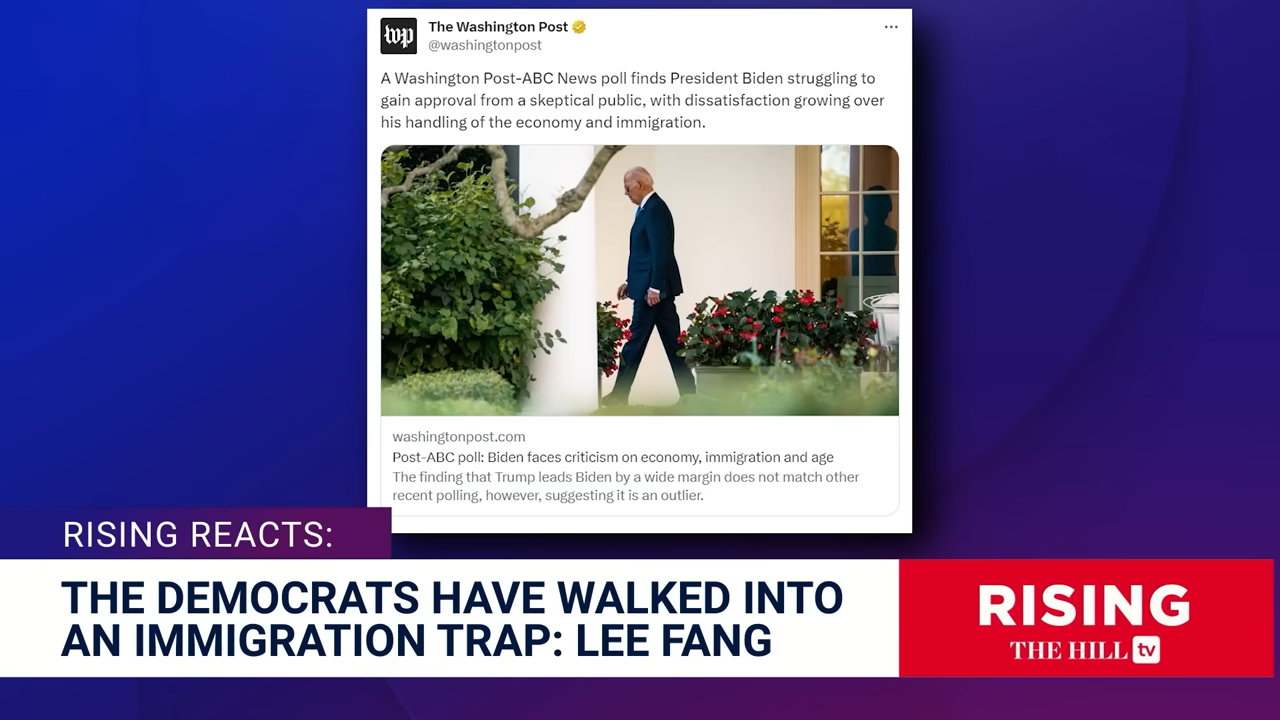 wp
The Washington Post
@washingtonpost
A Washington Post-ABC News poll finds President Biden struggling to
gain approval from a skeptical public, with dissatisfaction growing over
his handling of the economy and immigration.
washingtonpost.com
Post-ABC poll: Biden faces criticism on economy, immigration and age
The finding that Trump leads Biden by a wide margin does not match other
recent polling, however, suggesting it is an outlier.
RISING REACTS:
THE DEMOCRATS HAVE WALKED INTO
AN IMMIGRATION TRAP: LEE FANG
RISING
THE HILL tv